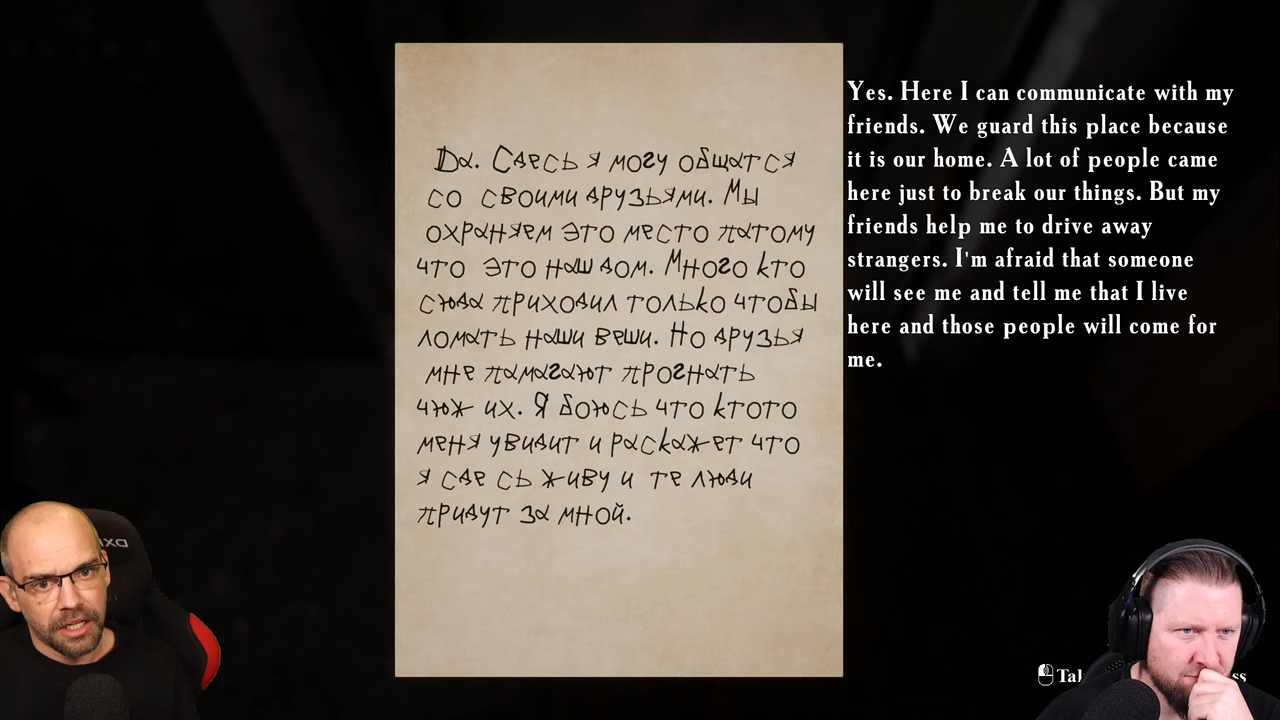 Да. Сдесь я могу общатся
со своими друзьями. Мы
охраняем это место патому
что это наш дом. Много кто
сюда приходил только чтобы
ломать наши веши. Но друзья
мне памагают прогнать
чюж их. Я боюсь что ктото
меня увидит и раскажет что
я сде сь живу и те люди
придут за мной.
Yes. Here I can communicate with my
friends. We guard this place because
it is our home. A lot of people came
here just to break our things. But my
friends help me to drive away
strangers. I'm afraid that someone
will see me and tell me that I live
here and those people will come for
me.